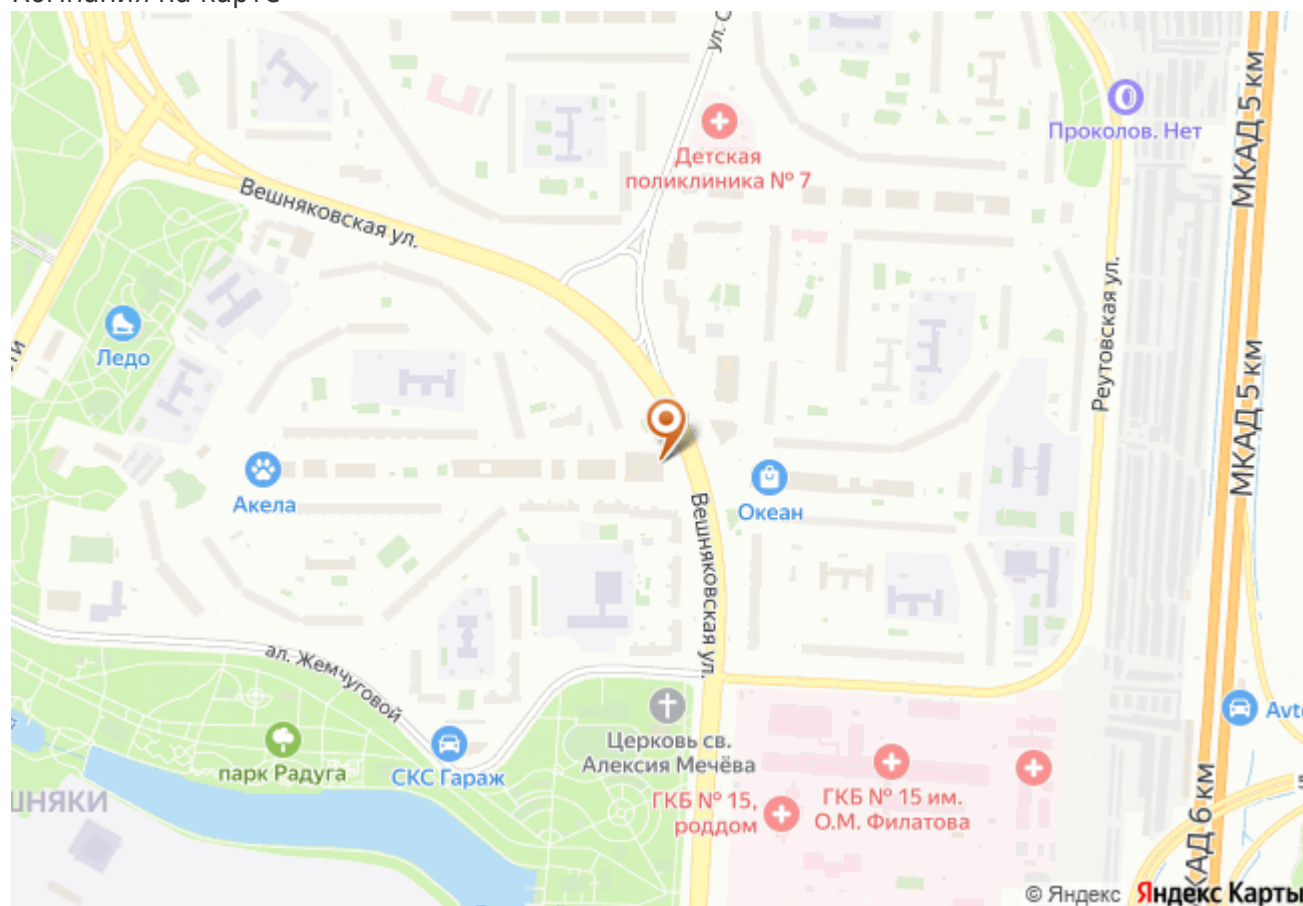 Компания на карте
ул. С
МКАД 5 км
Проколов. Нет
Детская
поликлиника № 7
Вешняковская ул.
Реутовская ул.
Ледо
МКАД 5 км
Акела
Океан
Вешняковская ул.
ал. Жемчуговой
Церковь св.
Алексия Мечёва
парк Радуга
СКС Гараж
ГКБ № 15,
роддом
ГКБ № 15 им.
О.М. Филатова
ШНЯКИ
КАД 6 км
© Яндекс Яндекс Карты